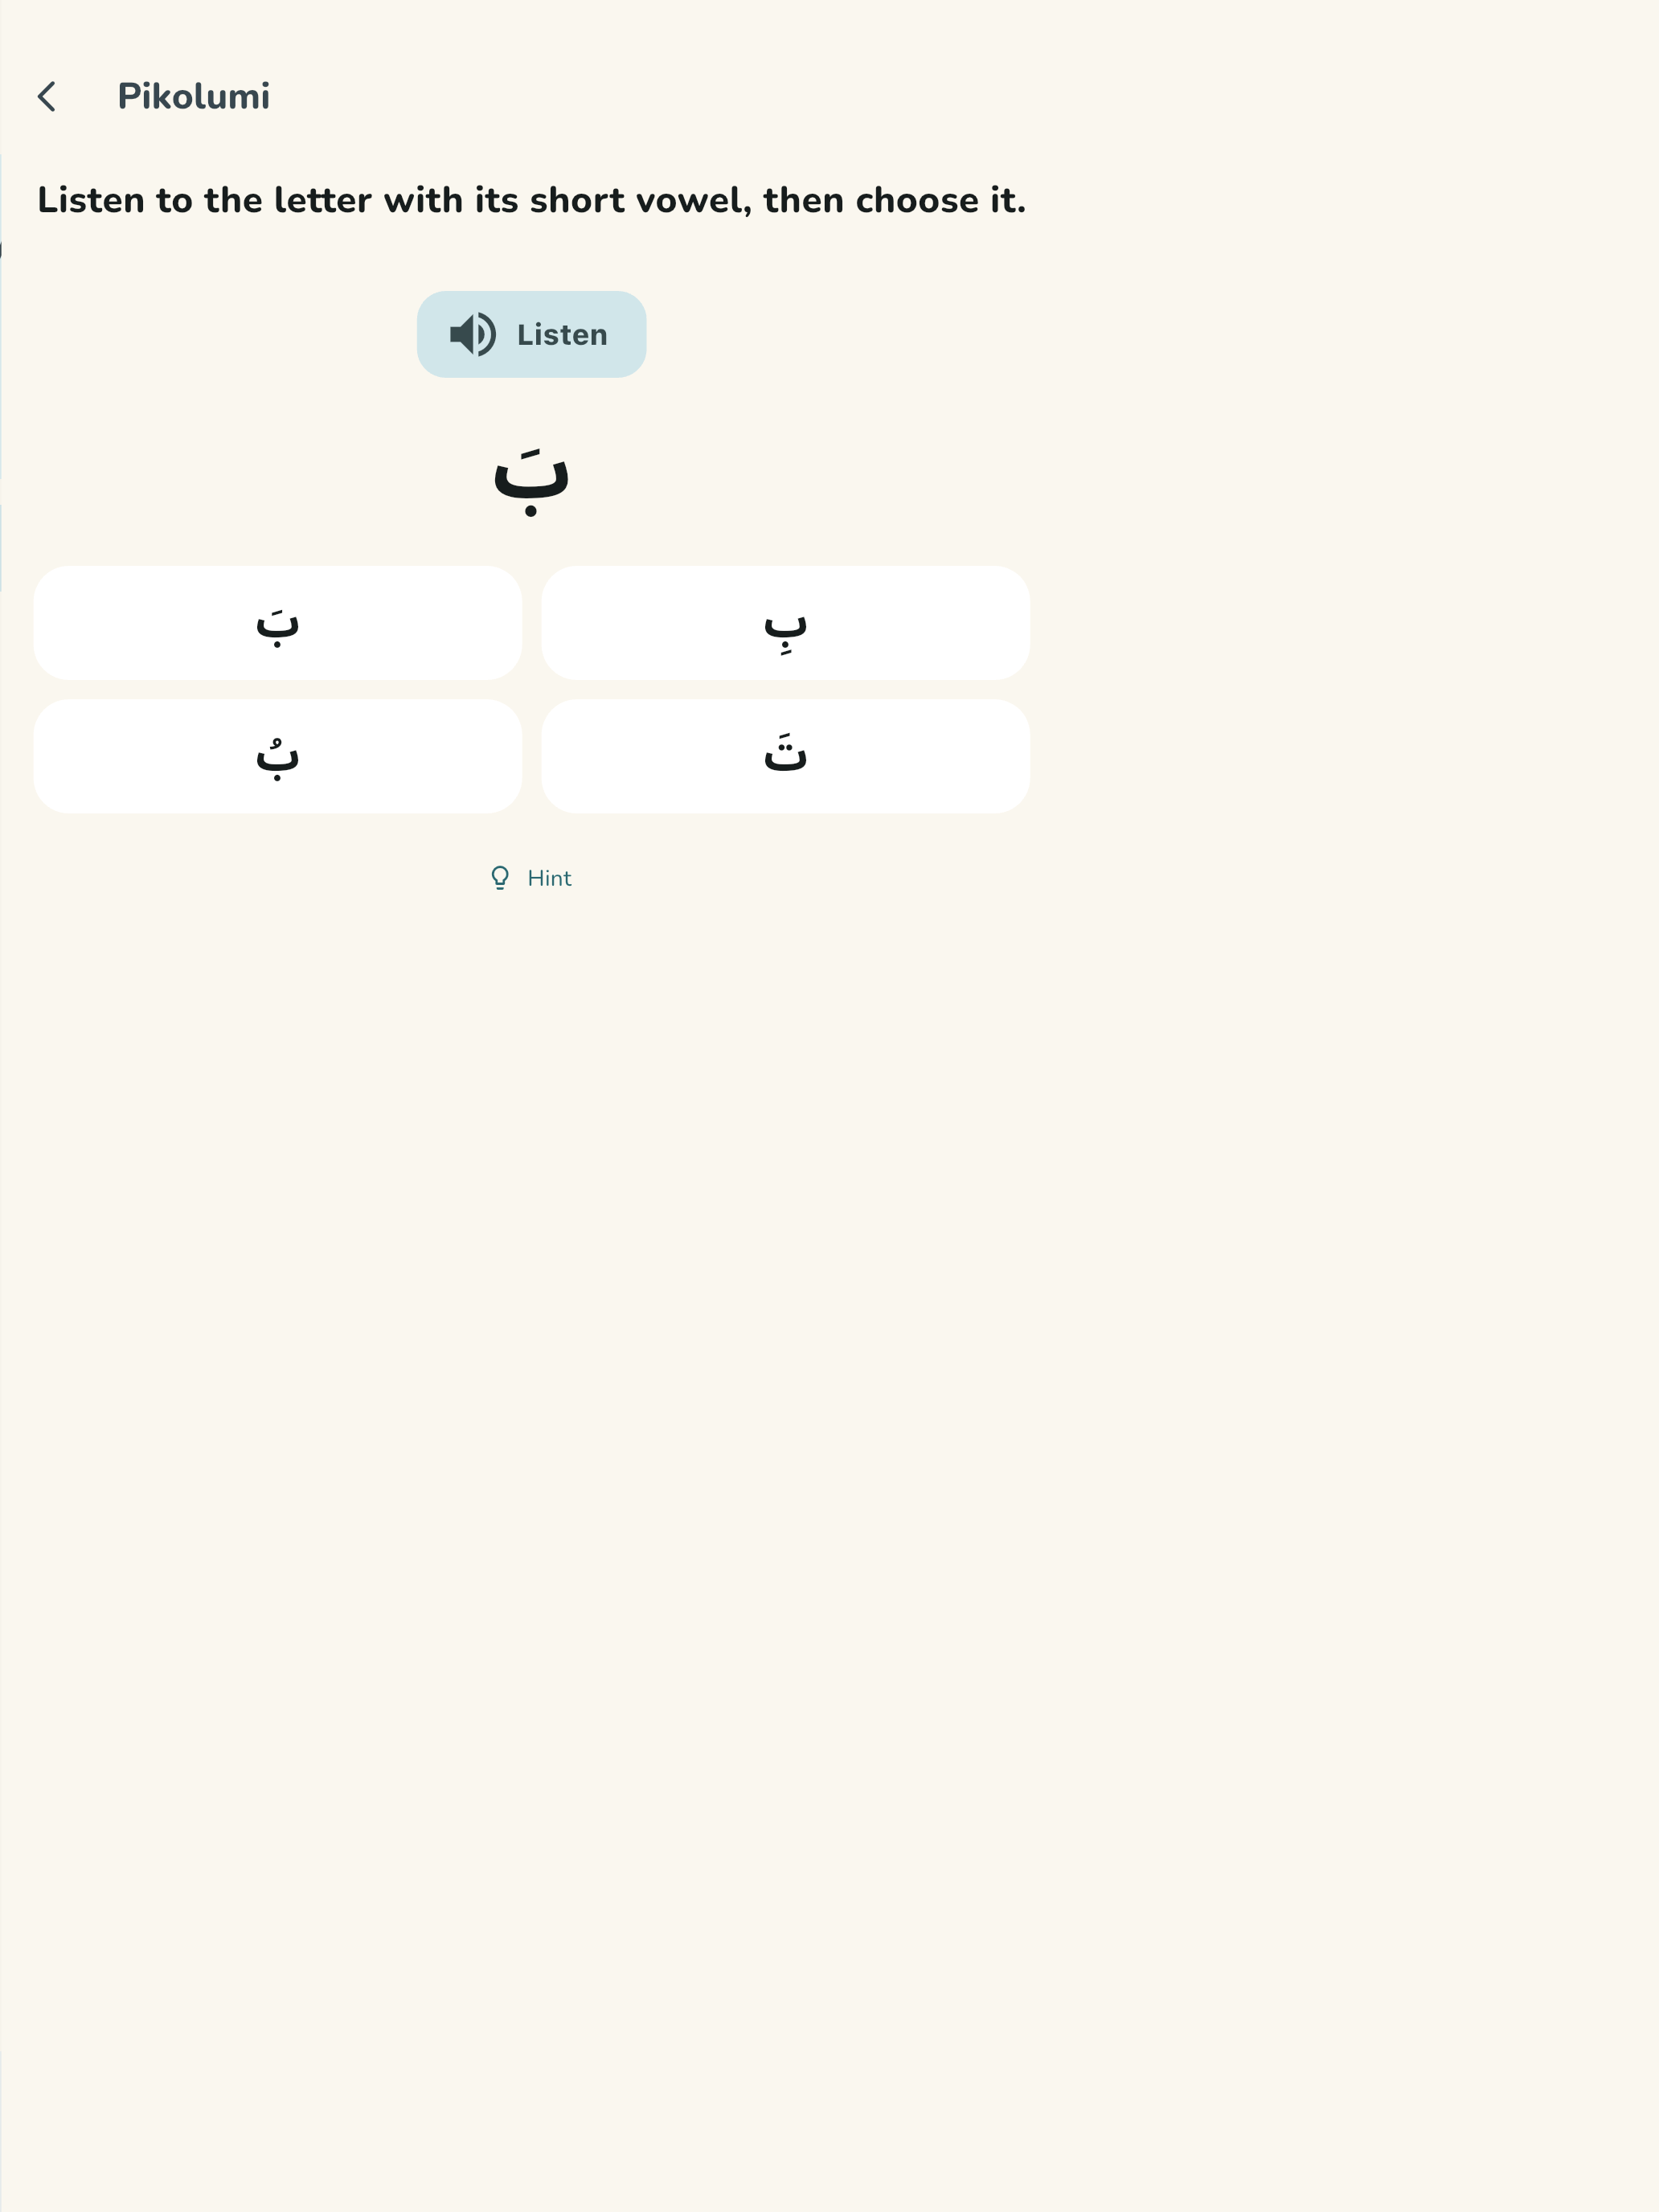 Pikolumi
Listen to the letter with its short vowel, then choose it.
Listen
بَ
بَ
بِ
بُ
تَ
Hint